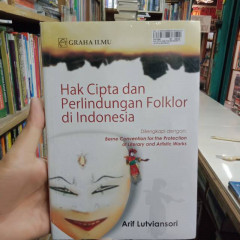 GRAHA ILMU
Hak Cipta dan
Perlindungan Folklor
di Indonesia
Dilengkapi dengan:
Berne Convention for the Protection
of Literary and Artistic Works
Arif Lutviansori